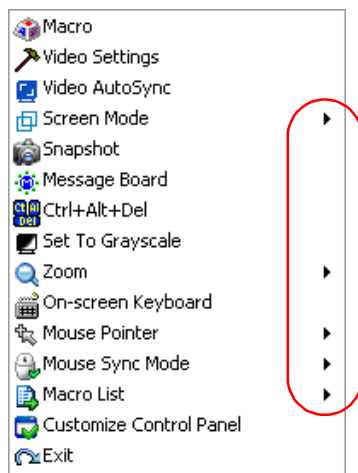 Macro
Video Settings
Video AutoSync
Screen Mode
Snapshot
Message Board
Ctrl+Alt+Del
Set To Grayscale
Zoom
On-screen Keyboard
Mouse Pointer
Mouse Sync Mode
Macro List
Customize Control Panel
Exit